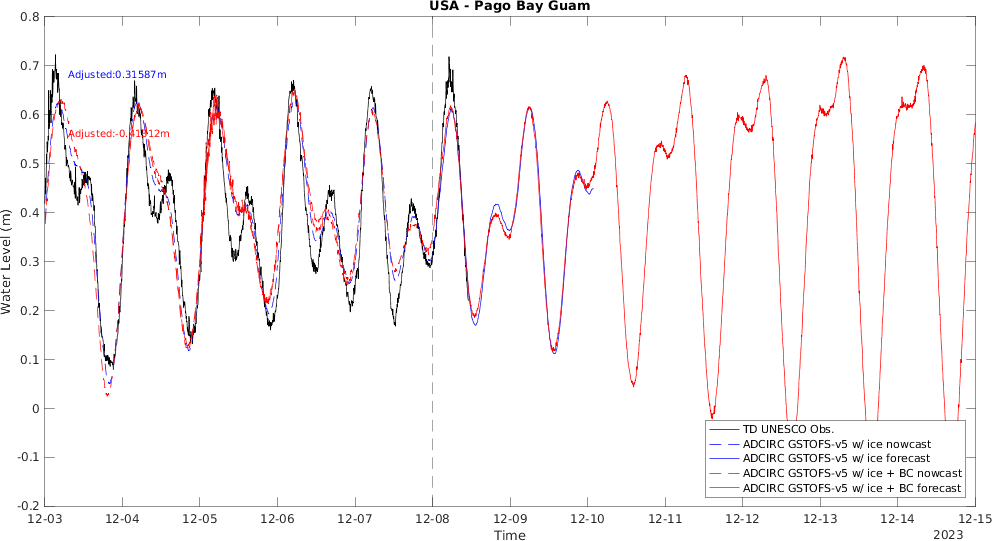 USA - Pago Bay Guam
0.8
0.7
0.6
0.5
0.4
0.3
0.2
0.1
0
-0.1
-0.2
Water Level (m)
Adjusted:0.31587m
Adjusted:-0.41912m
TD UNESCO Obs.
ADCIRC GSTOFS-v5 w/ ice nowcast
ADCIRC GSTOFS-v5 w/ ice forecast
ADCIRC GSTOFS-v5 w/ ice + BC nowcast
ADCIRC GSTOFS-v5 w/ ice + BC forecast
12-03 12-04 12-05 12-06 12-07 12-08 12-09 12-10 12-11 12-12 12-13 12-14 12-15
Time
2023